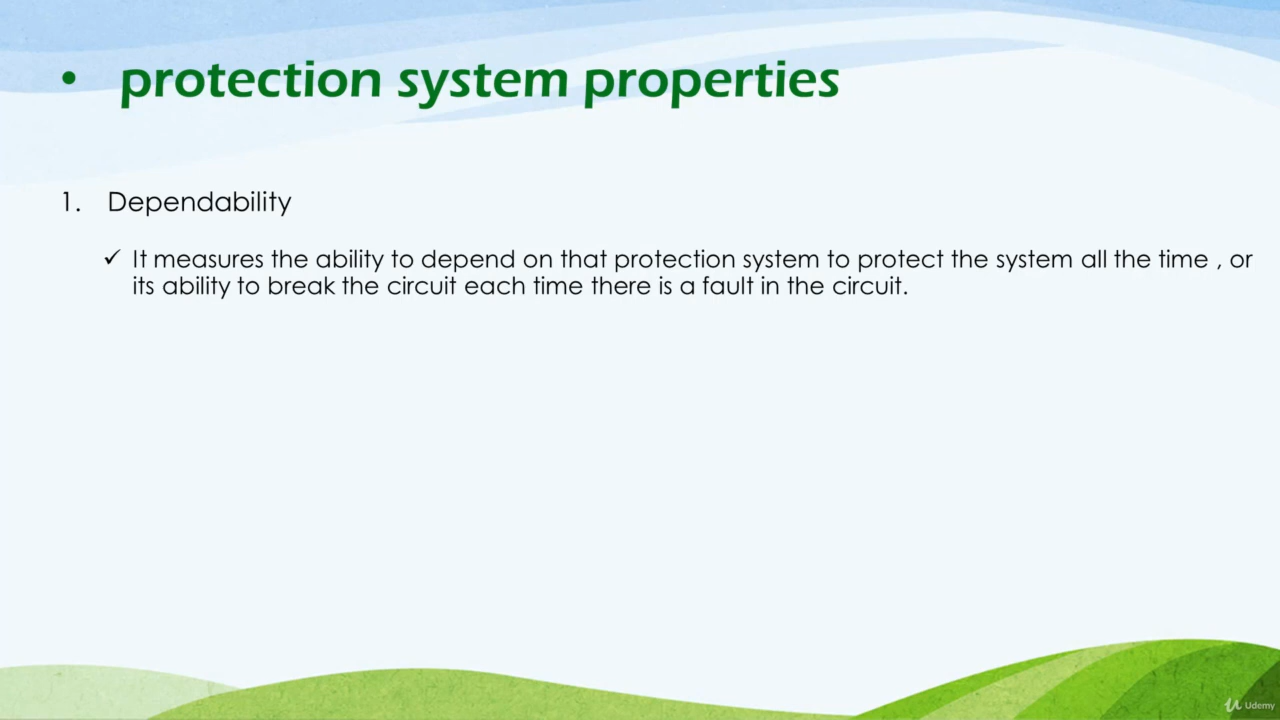 • protection system properties
1. Dependability
✓ It measures the ability to depend on that protection system to protect the system all the time , or
its ability to break the circuit each time there is a fault in the circuit.
Udemy